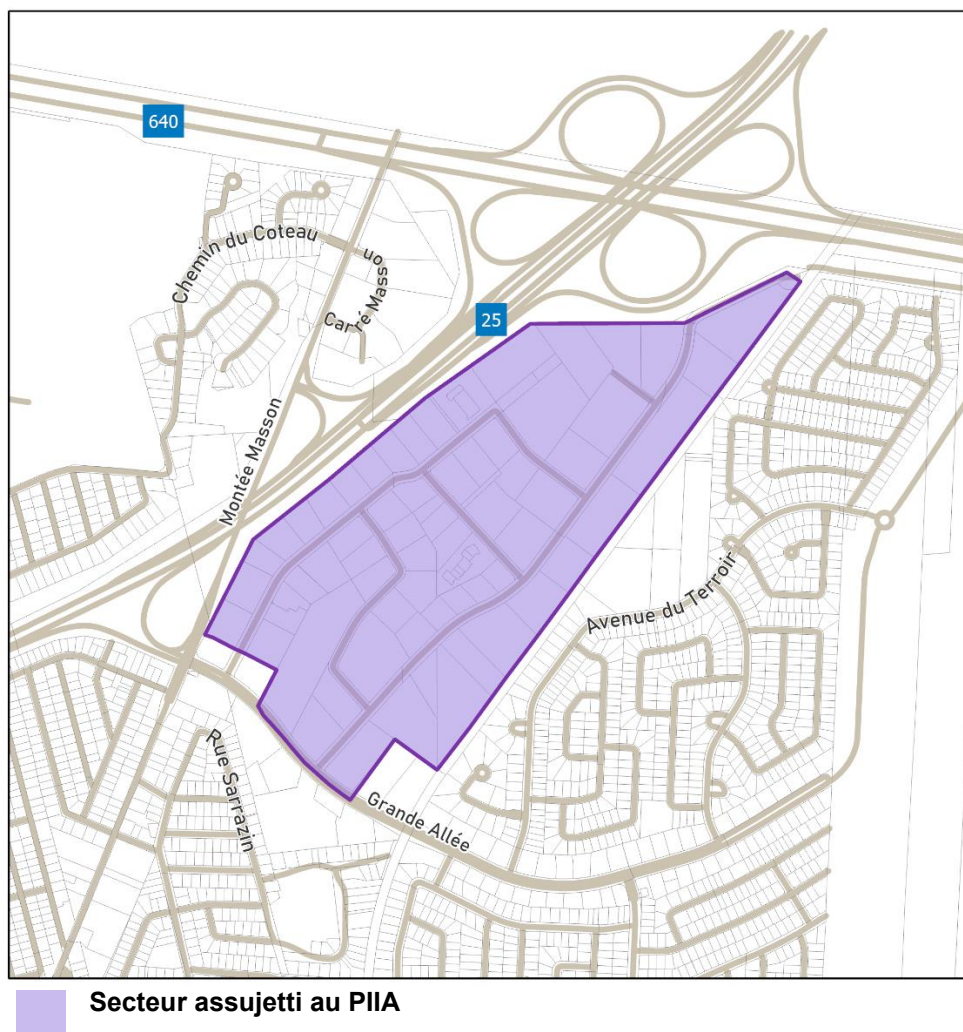 640
Chemin du Coteau
Carré Masson
25
Montée Masson
Avenue du Terroir
Rue Sarrazin
Grande Allée
Secteur assujetti au PIIA